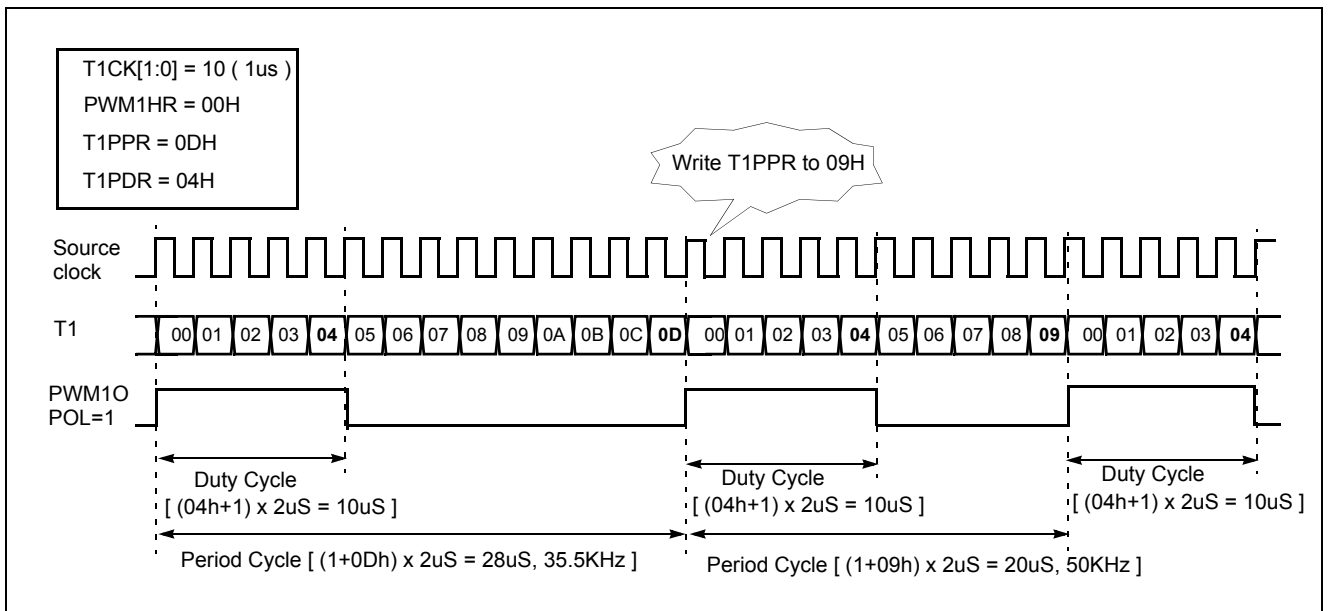 T1CK[1:0] = 10 ( 1us )
PWM1HR = 00H
T1PPR = 0DH
T1PDR = 04H
Write T1PPR to 09H
Source
clock
T1 00 01 02 03 04 05 06 07 08 09 0A 0B 0C 0D 00 01 02 03 04 05 06 07 08 09 00 01 02 03 04
PWM1O
POL=1
Duty Cycle
[ (04h+1) x 2uS = 10uS ]
Duty Cycle
[ (04h+1) x 2uS = 10uS ]
Duty Cycle
[ (04h+1) x 2uS = 10uS ]
Period Cycle [ (1+0Dh) x 2uS = 28uS, 35.5KHz ]
Period Cycle [ (1+09h) x 2uS = 20uS, 50KHz ]